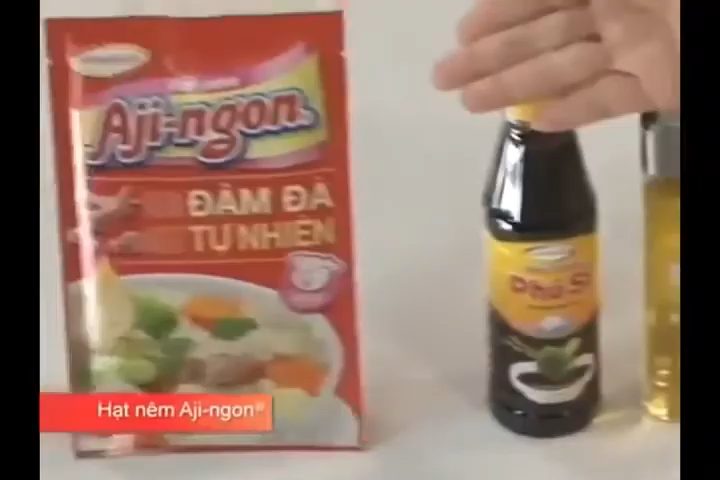 Aji-ngon
ĐẬM ĐÀ
TỰ NHIÊN
Phú Sĩ
Hạt nêm Aji-ngon®